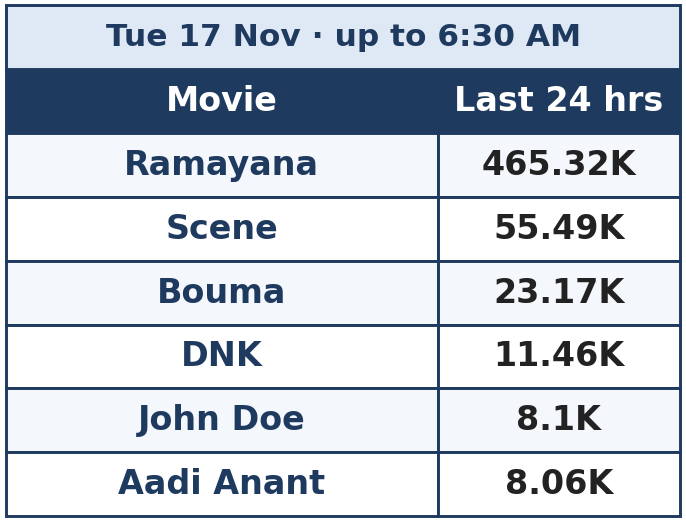 Tue 17 Nov · up to 6:30 AM
Movie Last 24 hrs
Ramayana 465.32K
Scene 55.49K
Bouma 23.17K
DNK 11.46K
John Doe 8.1K
Aadi Anant 8.06K